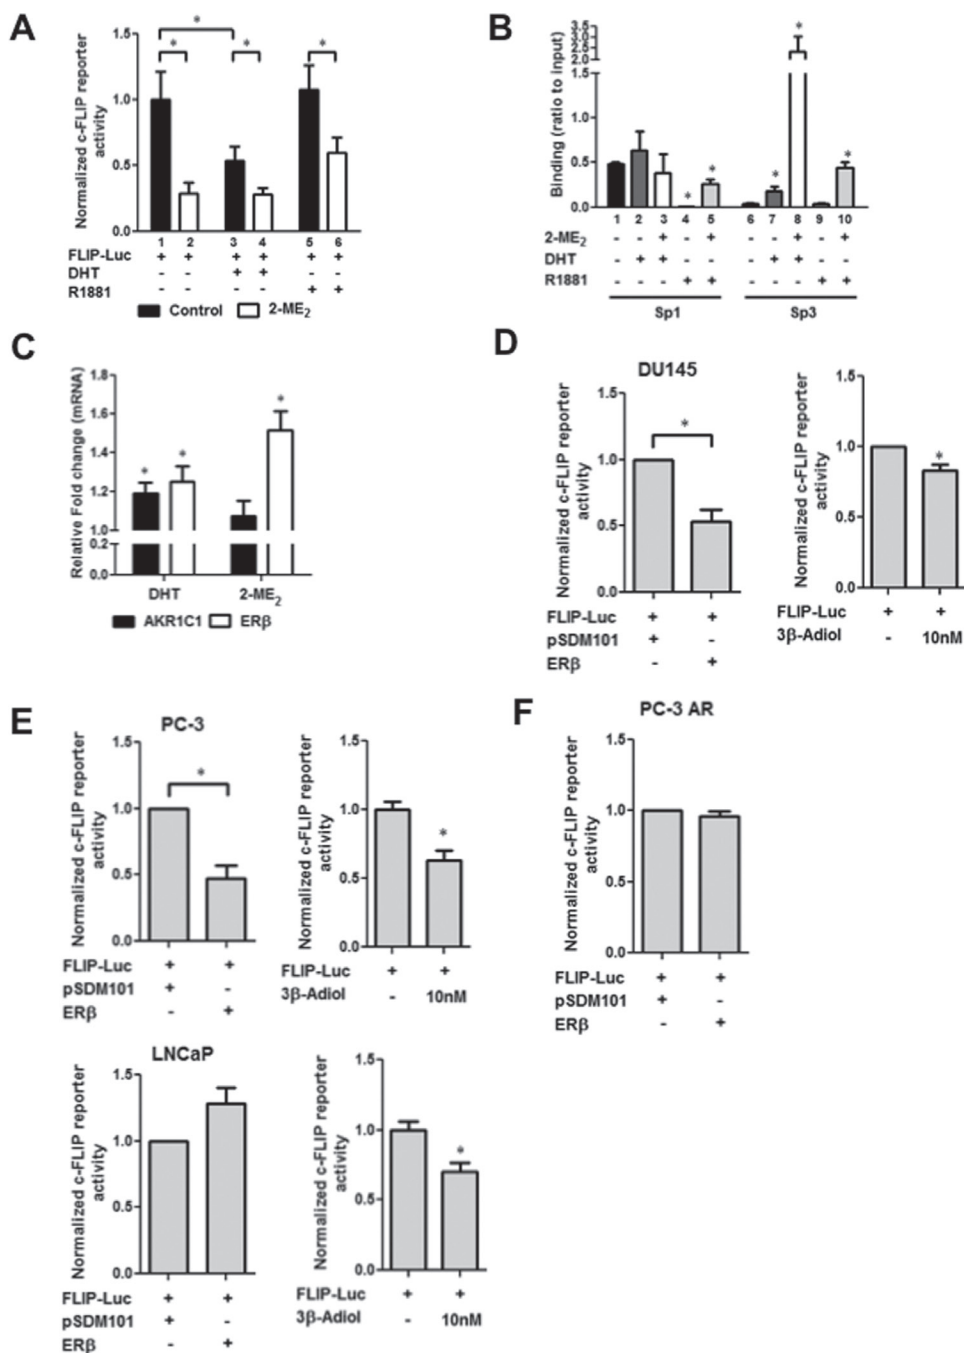 A
Normalized c-FLIP reporter
activity
1.5
1.0
0.5
0.0
*
*
*
*
1 2 3 4 5 6
FLIP-Luc + + + + + +
DHT - - + + - -
R1881 - - - - + +
Control 2-ME2
B
Binding (ratio to input)
3.5
3.0
2.5
2.0
1.5
1.0
0.5
0.0
* * * * *
1 2 3 4 5 6 7 8 9 10
2-ME2 - - + - + - - + - +
DHT - + + - - - + + - -
R1881 - - - + + - - - + +
Sp1 Sp3
C
Relative Fold change (mRNA)
1.8
1.6
1.4
1.2
1.0
0.2
0.0
* * *
DHT 2-ME2
AKR1C1 ERβ
D
DU145
Normalized c-FLIP reporter
activity
1.5
1.0
0.5
0.0
*
FLIP-Luc + +
pSDM101 + -
ERβ - +
Normalized c-FLIP reporter
activity
1.5
1.0
0.5
0.0
*
FLIP-Luc + +
3β-Adiol - 10nM
E
PC-3
Normalized c-FLIP reporter
activity
1.5
1.0
0.5
0.0
*
FLIP-Luc + +
pSDM101 + -
ERβ - +
Normalized c-FLIP reporter
activity
1.5
1.0
0.5
0.0
*
FLIP-Luc + +
3β-Adiol - 10nM
F
PC-3 AR
Normalized c-FLIP reporter
activity
1.5
1.0
0.5
0.0
FLIP-Luc + +
pSDM101 + -
ERβ - +
LNCaP
Normalized c-FLIP reporter
activity
1.5
1.0
0.5
0.0
FLIP-Luc + +
pSDM101 + -
ERβ - +
Normalized c-FLIP reporter
activity
1.5
1.0
0.5
0.0
*
FLIP-Luc + +
3β-Adiol - 10nM